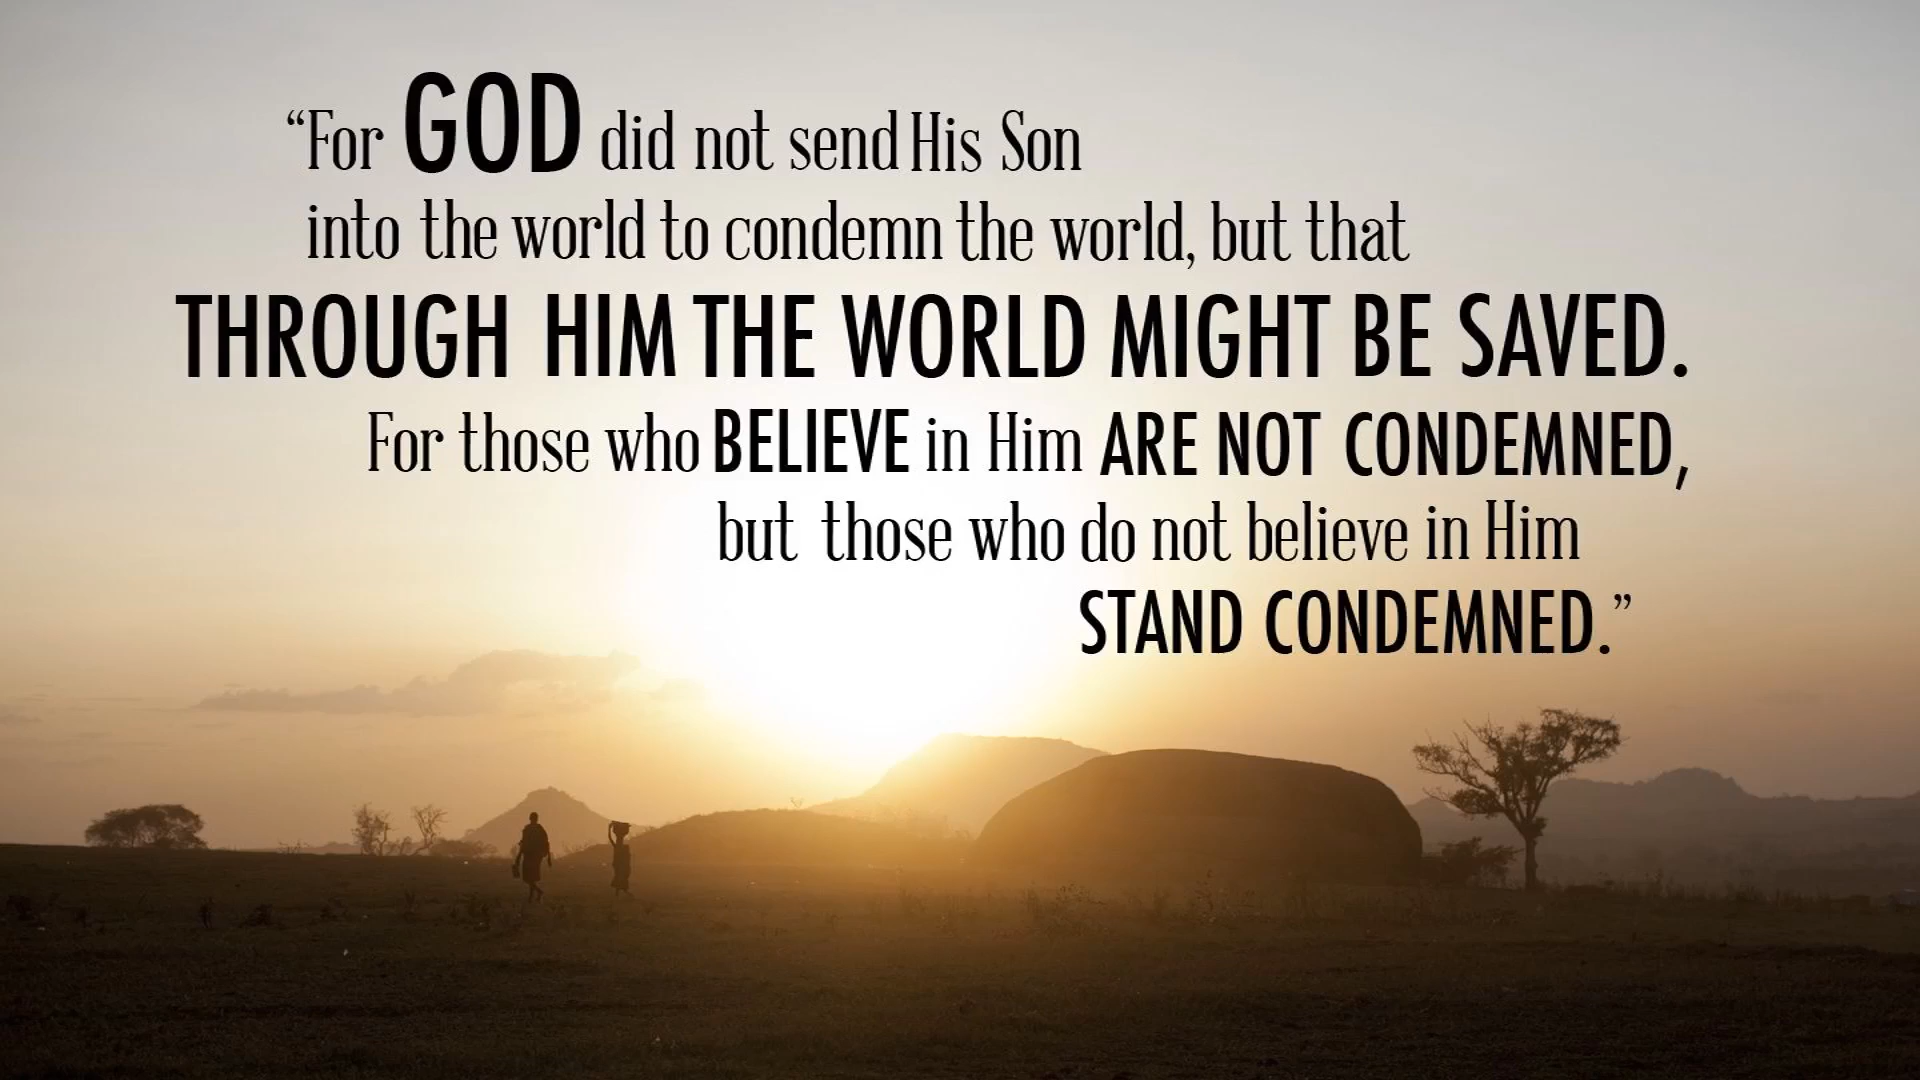 “For GOD did not send His Son
into the world to condemn the world, but that
THROUGH HIM THE WORLD MIGHT BE SAVED.
For those who BELIEVE in Him ARE NOT CONDEMNED,
but those who do not believe in Him
STAND CONDEMNED.”